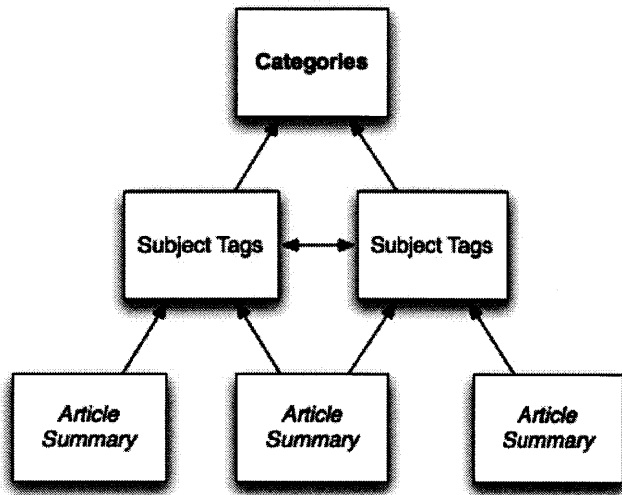 Categories
Subject Tags
Subject Tags
Article
Summary
Article
Summary
Article
Summary